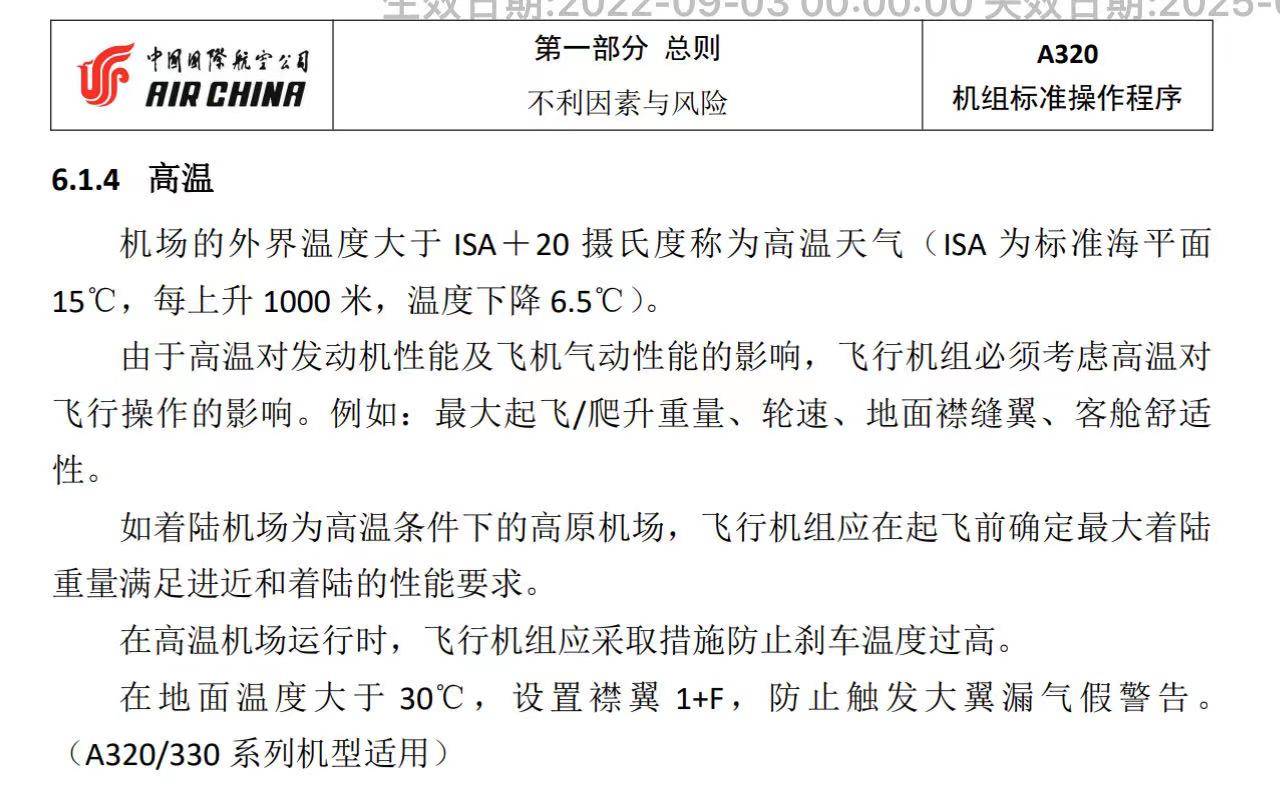 生效日期:2022-09-03 00:00:00 失效日期:2025-0
中国国际航空公司
AIR CHINA
第一部分 总则
不利因素与风险
A320
机组标准操作程序
6.1.4 高温
机场的外界温度大于 ISA＋20 摄氏度称为高温天气（ISA 为标准海平面
15℃，每上升 1000 米，温度下降 6.5℃）。
由于高温对发动机性能及飞机气动性能的影响，飞行机组必须考虑高温对
飞行操作的影响。例如：最大起飞/爬升重量、轮速、地面襟缝翼、客舱舒适
性。
如着陆机场为高温条件下的高原机场，飞行机组应在起飞前确定最大着陆
重量满足进近和着陆的性能要求。
在高温机场运行时，飞行机组应采取措施防止刹车温度过高。
在地面温度大于 30℃，设置襟翼 1+F，防止触发大翼漏气假警告。
（A320/330 系列机型适用）